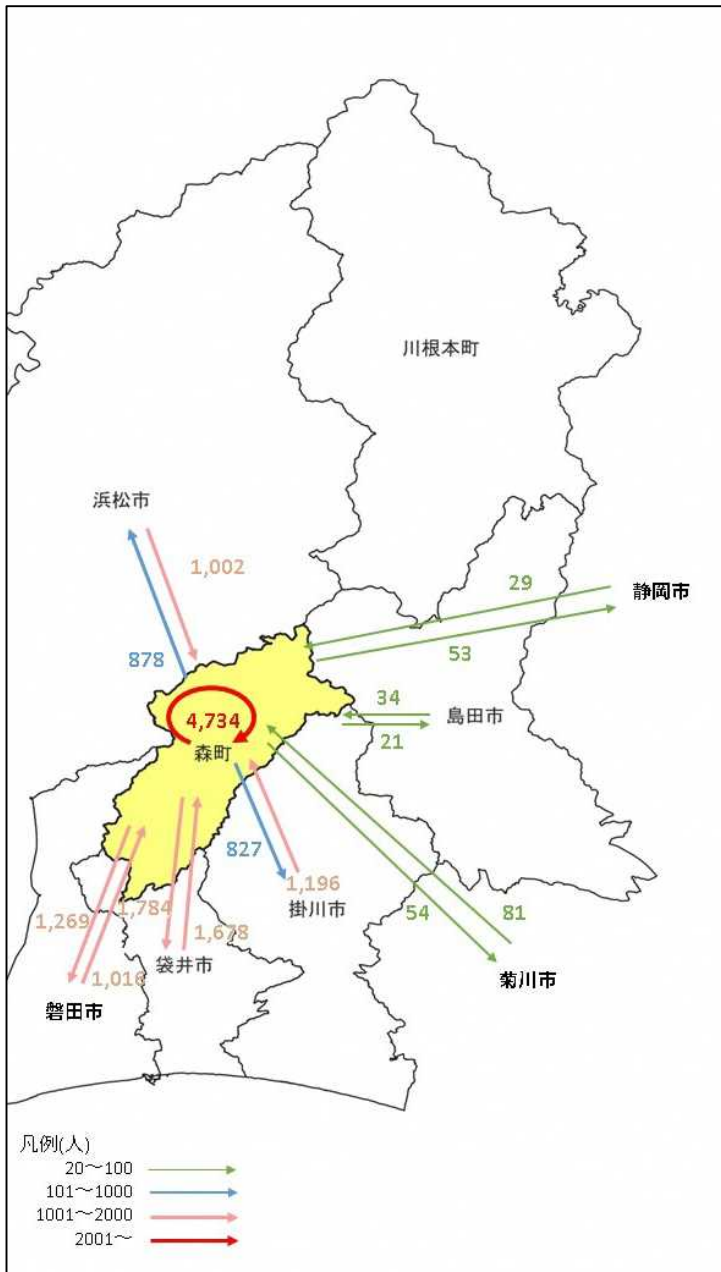 川根本町
浜松市
1,002
29
静岡市
53
878
34
島田市
21
4,734
森町
827
1,196
掛川市
54
81
菊川市
1,269
1,784
1,678
1,016
袋井市
磐田市
凡例(人)
20～100
101～1000
1001～2000
2001～